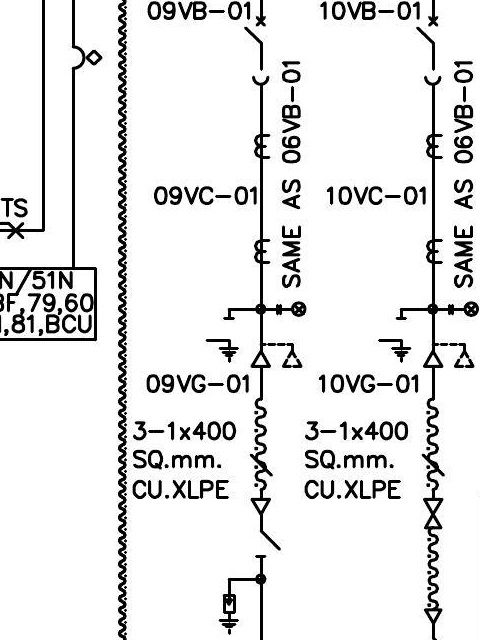 09VB-01
10VB-01
SAME AS 06VB-01
SAME AS 06VB-01
09VC-01
10VC-01
TS
N/51N
BF,79,60
,81,BCU
09VG-01
10VG-01
3-1x400
SQ.mm.
CU.XLPE
3-1x400
SQ.mm.
CU.XLPE